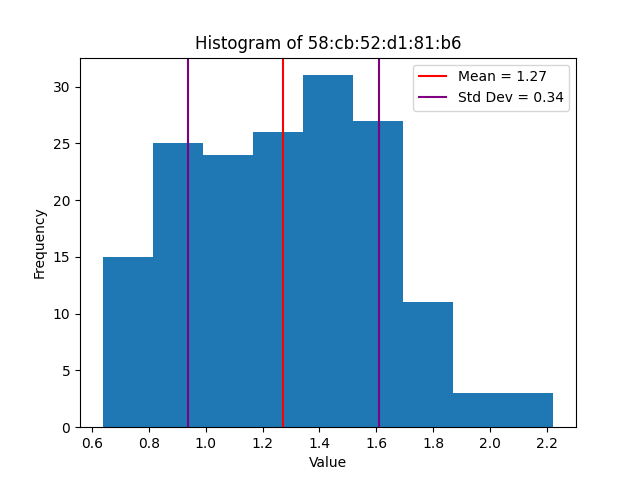 Histogram of 58:cb:52:d1:81:b6
Mean = 1.27
Std Dev = 0.34
Frequency
30
25
20
15
10
5
0
0.6 0.8 1.0 1.2 1.4 1.6 1.8 2.0 2.2
Value